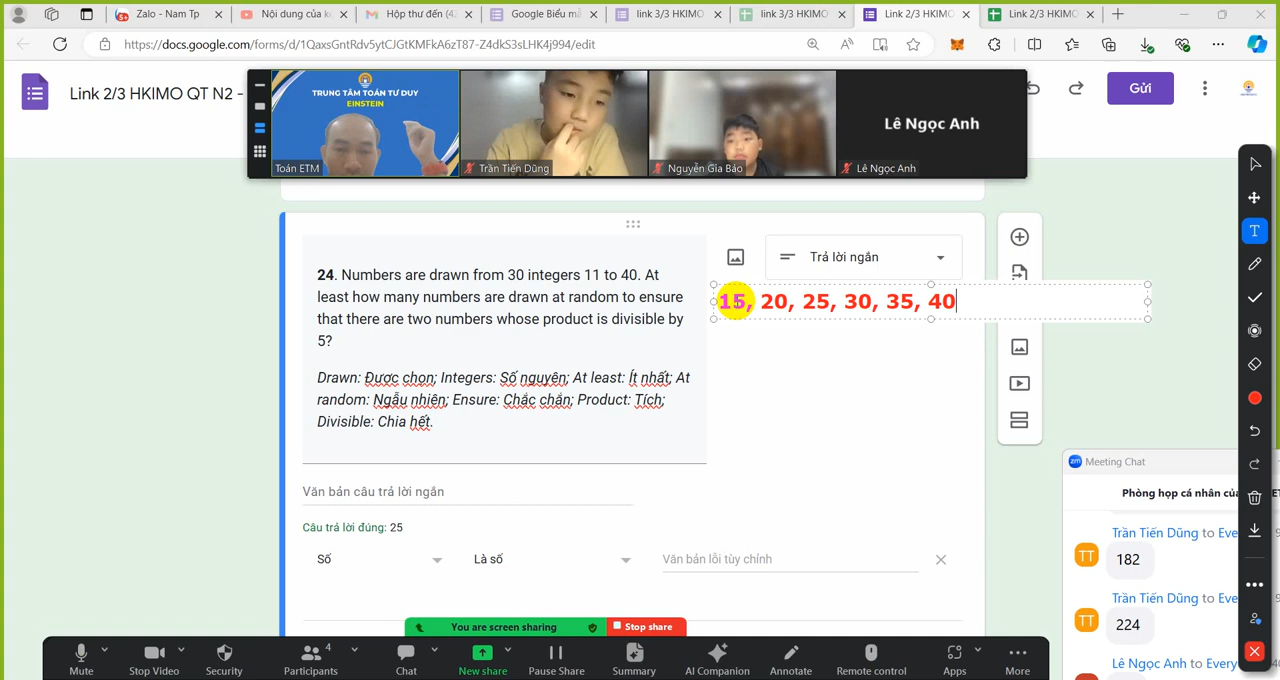 Zalo - Nam Tp
Nội dung của k
Hộp thư đến (4
Google Biểu m
link 3/3 HKIMO
link 3/3 HKIMO
Link 2/3 HKIMO
Link 2/3 HKIMO
https://docs.google.com/forms/d/1QaxsGntRdv5ytCJGtKMFkA6zT87-Z4dkS3sLHK4j994/edit
Link 2/3 HKIMO QT N2 -
TRUNG TÂM TOÁN TƯ DUY
EINSTEIN
Toán ETM
Trần Tiến Dũng
Nguyễn Gia Bảo
Lê Ngọc Anh
Lê Ngọc Anh
Gửi
24. Numbers are drawn from 30 integers 11 to 40. At
least how many numbers are drawn at random to ensure
that there are two numbers whose product is divisible by
5?
Drawn: Được chọn; Integers: Số nguyên; At least: Ít nhất; At
random: Ngẫu nhiên; Ensure: Chắc chắn; Product: Tích;
Divisible: Chia hết.
Trả lời ngắn
15, 20, 25, 30, 35, 40
Văn bản câu trả lời ngắn
Câu trả lời đúng: 25
Số
Là số
Văn bản lỗi tùy chỉnh
Meeting Chat
Phòng họp cá nhân của
Trần Tiến Dũng to Eve
TT
182
Trần Tiến Dũng to Eve
TT
224
Lê Ngọc Anh to Every
You are screen sharing
Stop share
Mute
Stop Video
Security
Participants
4
Chat
New share
Pause Share
Summary
AI Companion
Annotate
Remote control
Apps
More